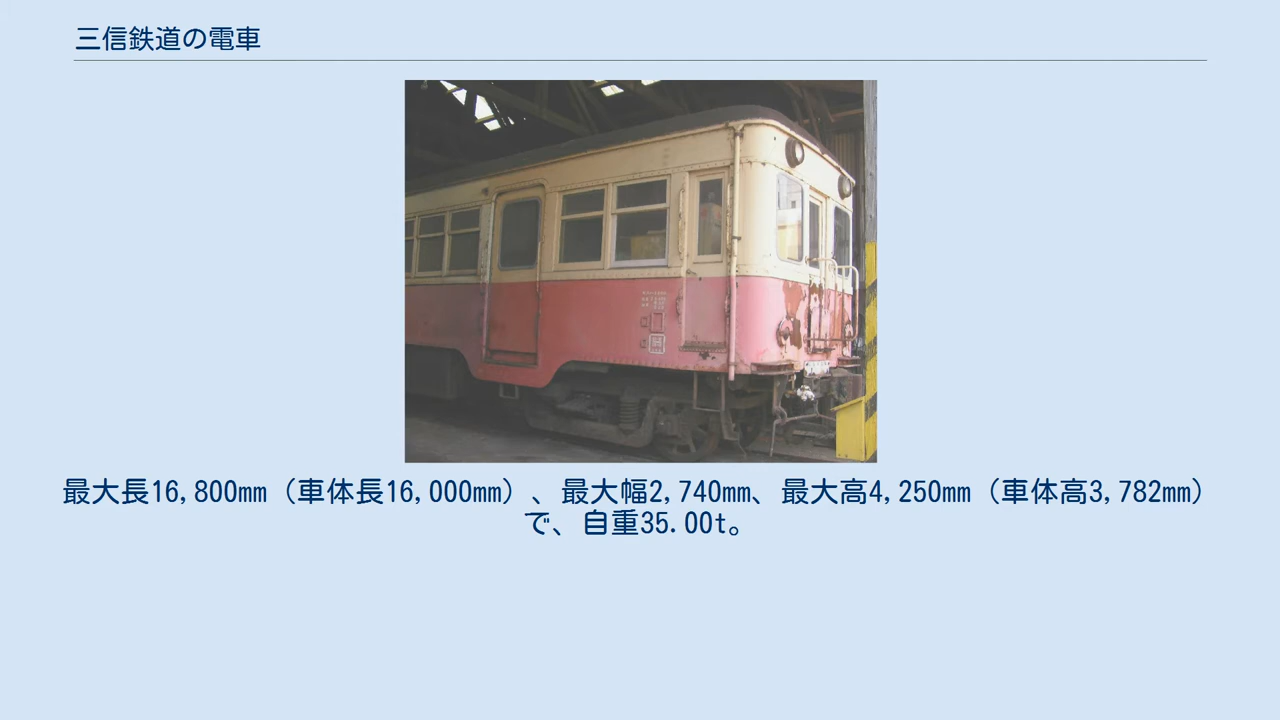 三信鉄道の電車
最大長16,800mm（車体長16,000mm）、最大幅2,740mm、最大高4,250mm（車体高3,782mm）
で、自重35.00t。